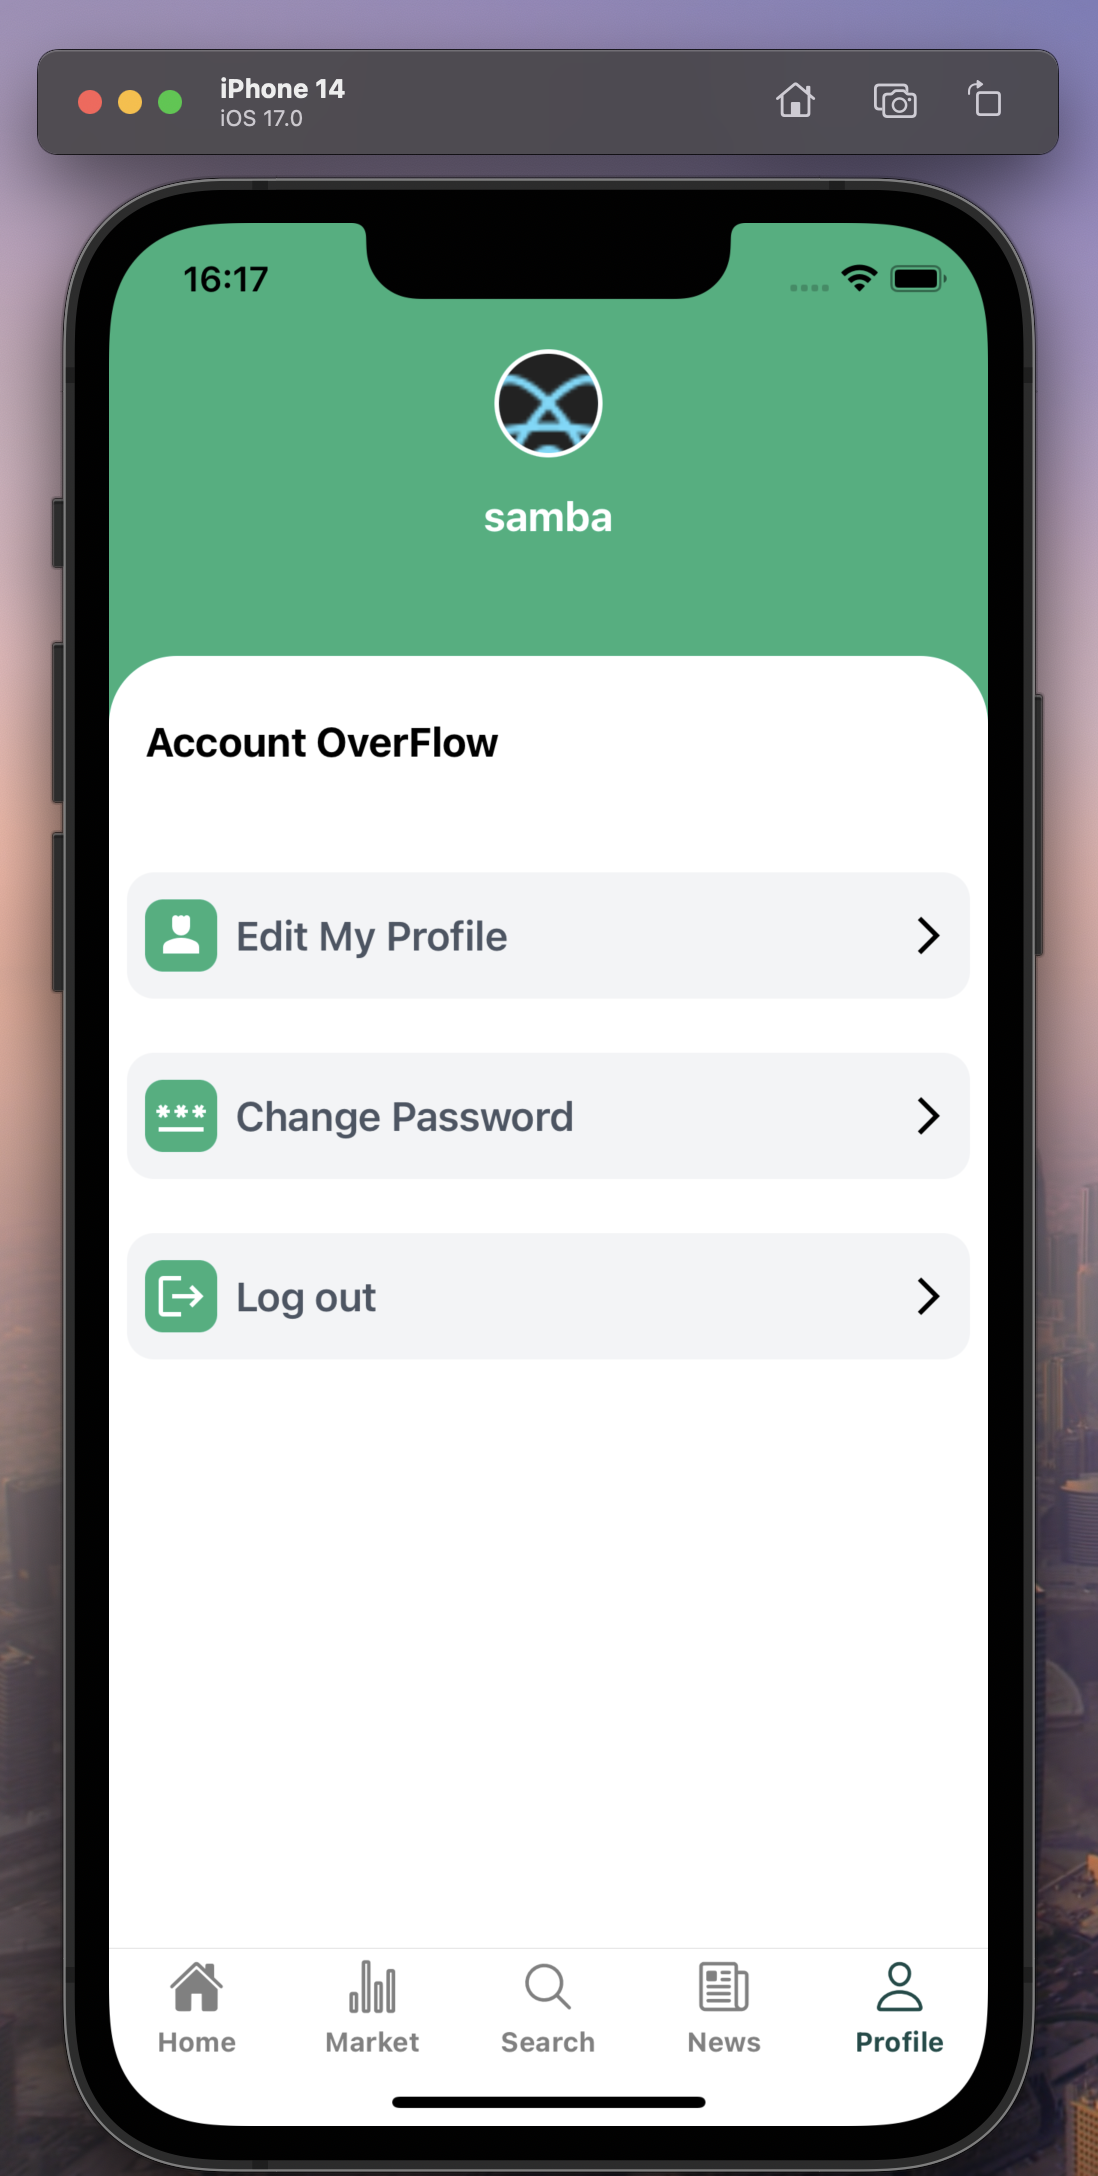 iPhone 14
iOS 17.0
16:17
samba
Account OverFlow
Edit My Profile
Change Password
Log out
Home
Market
Search
News
Profile